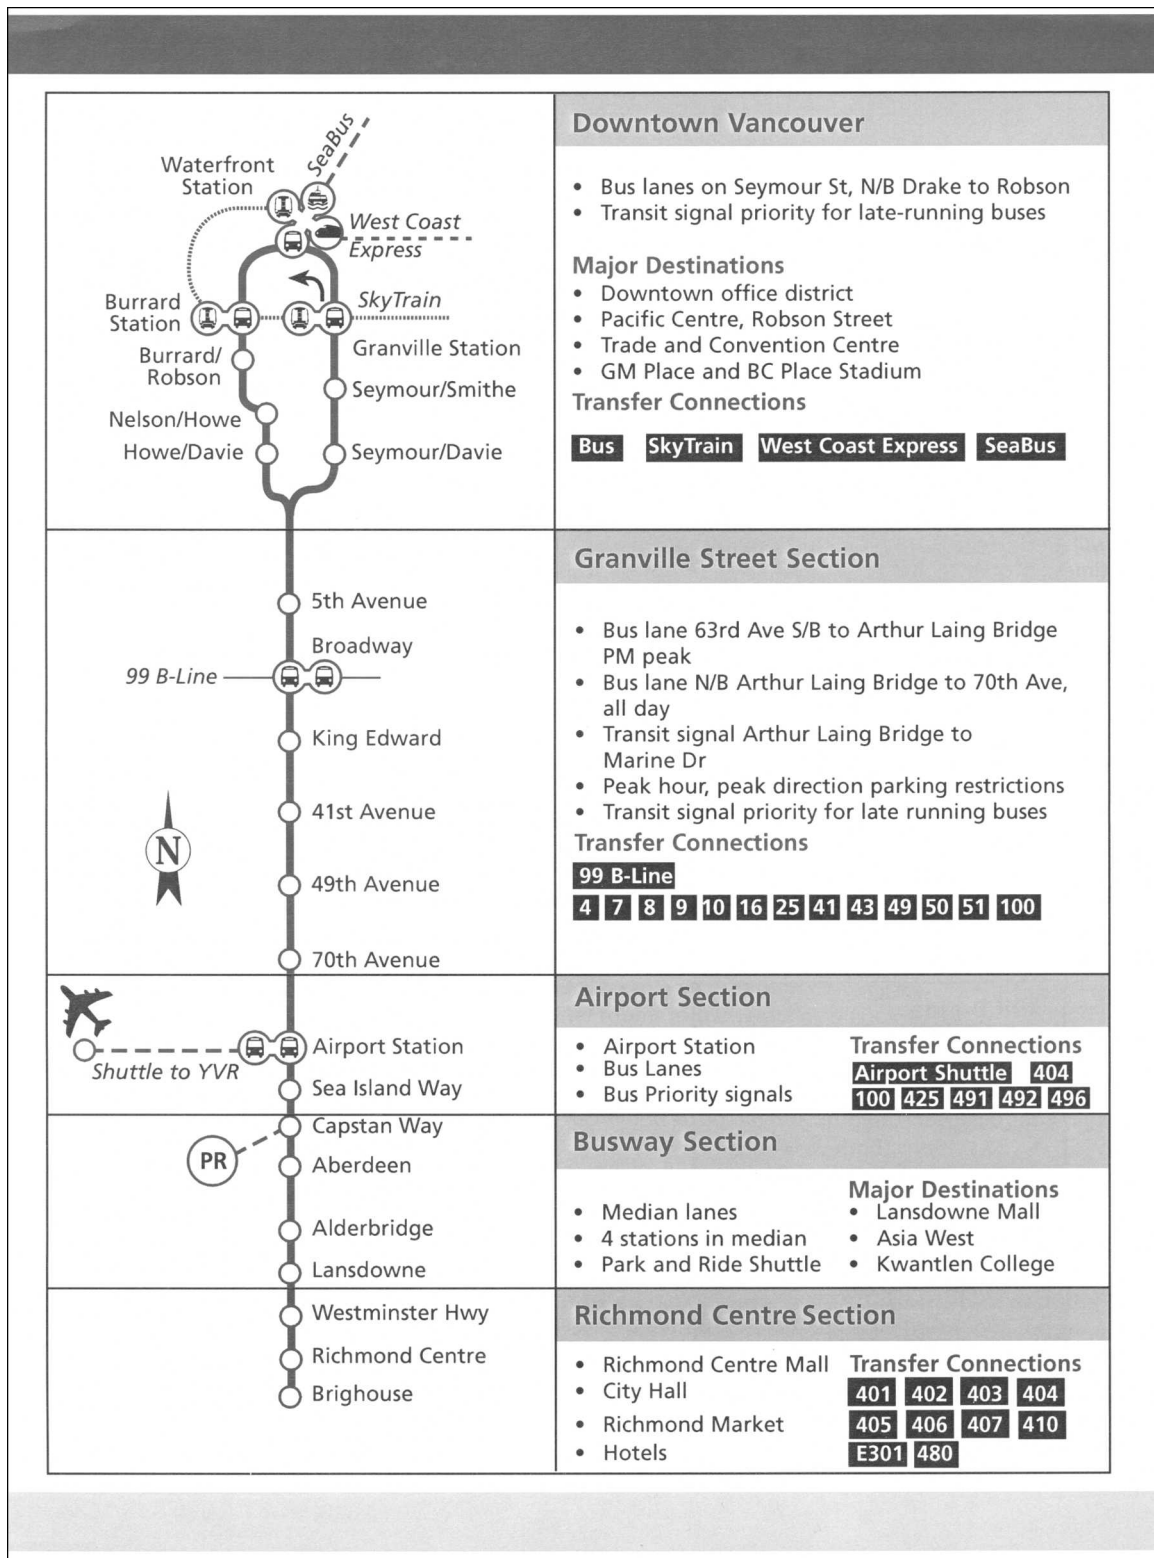 SeaBus
Waterfront
Station
West Coast
Express
Burrard
Station
SkyTrain
Granville Station
Burrard/
Robson
Seymour/Smithe
Nelson/Howe
Howe/Davie
Seymour/Davie
Downtown Vancouver
• Bus lanes on Seymour St, N/B Drake to Robson
• Transit signal priority for late-running buses
Major Destinations
• Downtown office district
• Pacific Centre, Robson Street
• Trade and Convention Centre
• GM Place and BC Place Stadium
Transfer Connections
Bus SkyTrain West Coast Express SeaBus
5th Avenue
Broadway
99 B-Line
King Edward
41st Avenue
N
49th Avenue
70th Avenue
Granville Street Section
• Bus lane 63rd Ave S/B to Arthur Laing Bridge
PM peak
• Bus lane N/B Arthur Laing Bridge to 70th Ave,
all day
• Transit signal Arthur Laing Bridge to
Marine Dr
• Peak hour, peak direction parking restrictions
• Transit signal priority for late running buses
Transfer Connections
99 B-Line
4 7 8 9 10 16 25 41 43 49 50 51 100
Airport Station
Shuttle to YVR
Sea Island Way
Airport Section
• Airport Station
• Bus Lanes
• Bus Priority signals
Transfer Connections
Airport Shuttle 404
100 425 491 492 496
Capstan Way
PR
Aberdeen
Alderbridge
Lansdowne
Busway Section
• Median lanes
• 4 stations in median
• Park and Ride Shuttle
Major Destinations
• Lansdowne Mall
• Asia West
• Kwantlen College
Westminster Hwy
Richmond Centre
Brighouse
Richmond Centre Section
• Richmond Centre Mall
• City Hall
• Richmond Market
• Hotels
Transfer Connections
401 402 403 404
405 406 407 410
E301 480